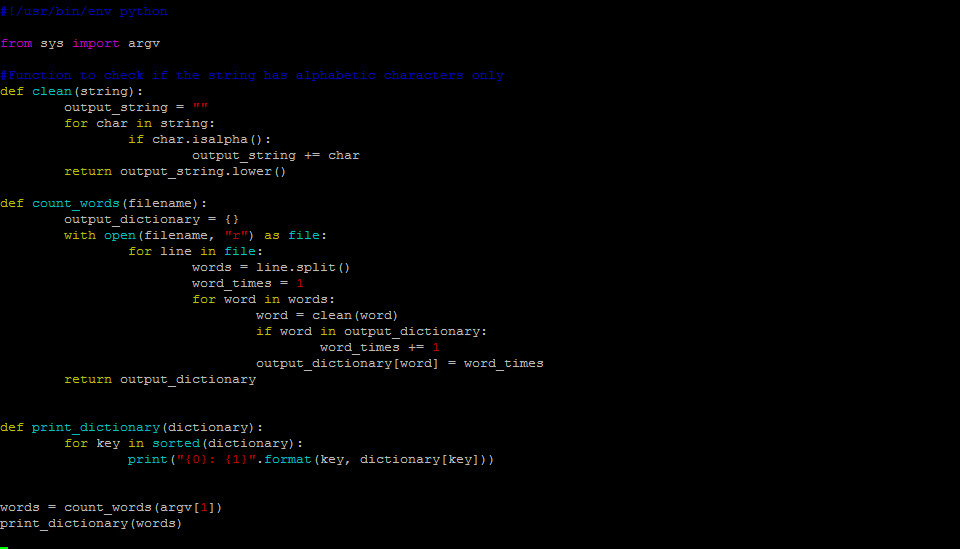 #!/usr/bin/env python
from sys import argv
#Function to check if the string has alphabetic characters only
def clean(string):
        output_string = ""
        for char in string:
                if char.isalpha():
                        output_string += char
        return output_string.lower()
def count_words(filename):
        output_dictionary = {}
        with open(filename, "r") as file:
                for line in file:
                        words = line.split()
                        word_times = 1
                        for word in words:
                                word = clean(word)
                                if word in output_dictionary:
                                        word_times += 1
                                output_dictionary[word] = word_times
        return output_dictionary
def print_dictionary(dictionary):
        for key in sorted(dictionary):
                print("{0}: {1}".format(key, dictionary[key]))
words = count_words(argv[1])
print_dictionary(words)